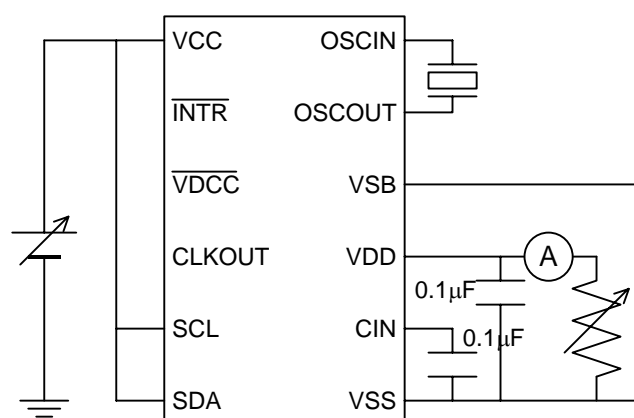 VCC OSCIN
INTR OSCOUT
VDCC VSB
CLKOUT VDD A
0.1μF
SCL CIN 0.1μF
SDA VSS